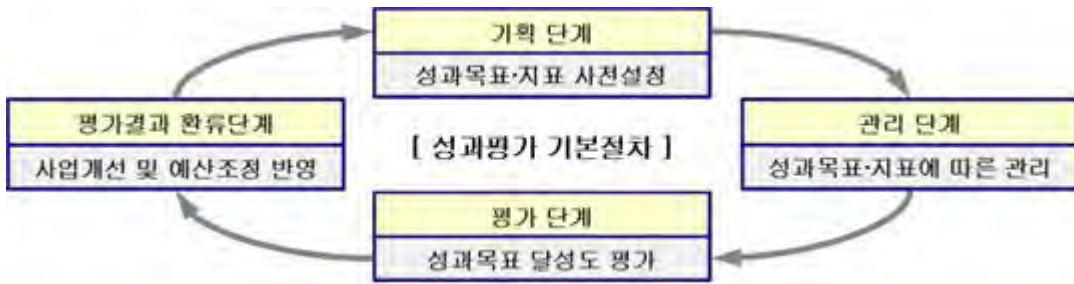 기획 단계
성과목표·지표 사전설정
평가결과 환류단계
사업개선 및 예산조정 반영
[ 성과평가 기본절차 ]
관리 단계
성과목표·지표에 따른 관리
평가 단계
성과목표 달성도 평가